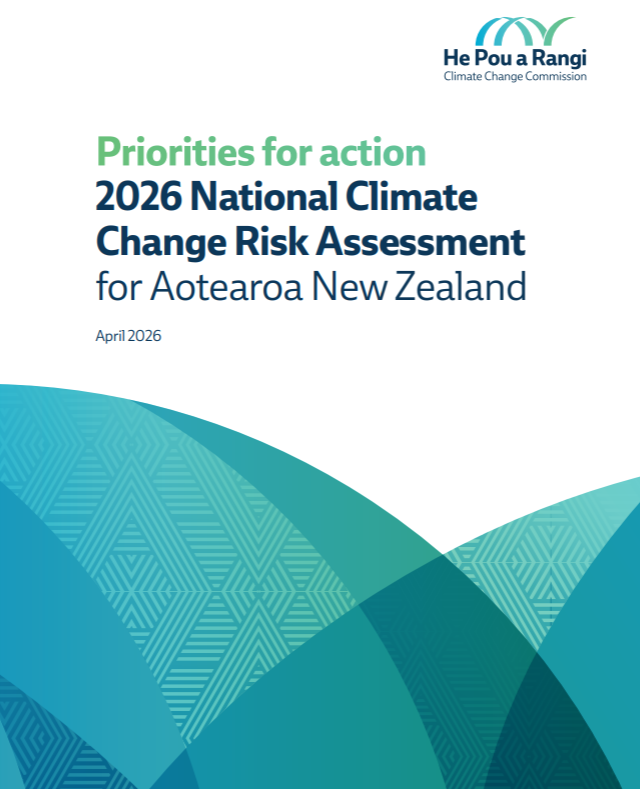 He Pou a Rangi
Climate Change Commission
Priorities for action
2026 National Climate
Change Risk Assessment
for Aotearoa New Zealand
April 2026